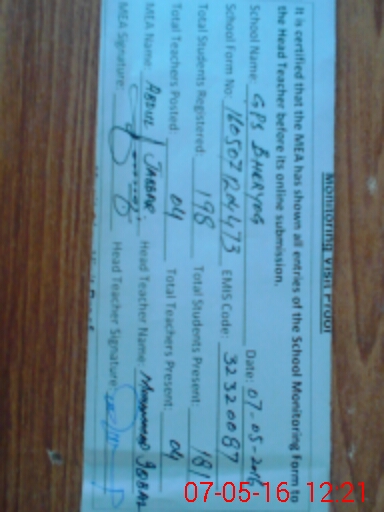 Monitoring Visit Proof
It is certified that the MEA has shown all entries of the School Monitoring Form to
the Head Teacher before its online submission.
School Name: GPS BHERYNG Date: 07-05-2016
School Form No: EMIS Code: 32320087
Total Students Registered: 198 Total Students Present: 181
Total Teachers Posted: 04 Total Teachers Present: 04
MEA Name: ABDUL JABBAR Head Teacher Name: Muhammad IQBAL
MEA Signature: Head Teacher Signature:
07-05-16 12:21